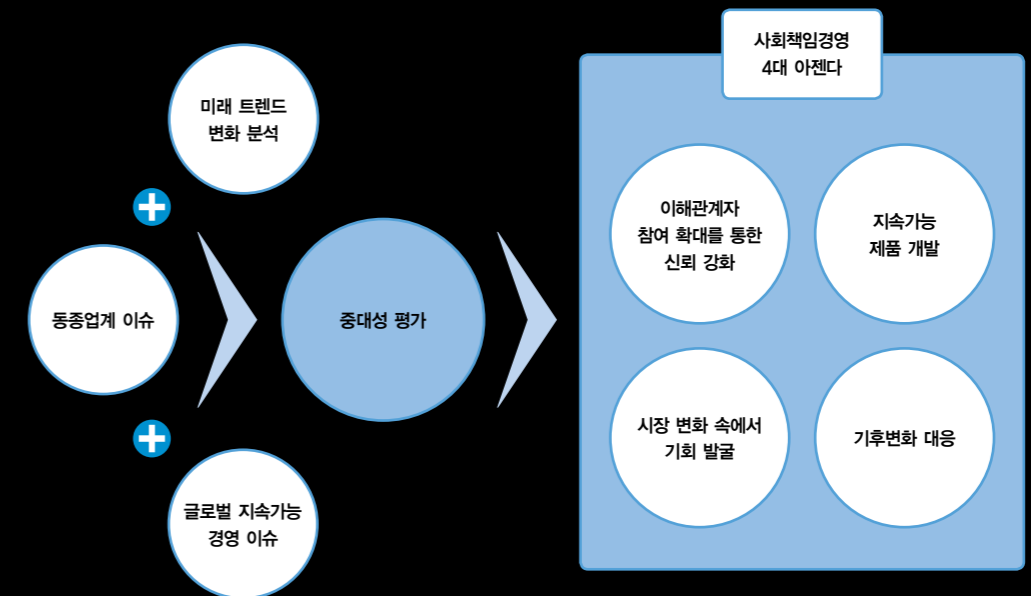 미래 트렌드
변화 분석
동종업계 이슈
글로벌 지속가능
경영 이슈
중대성 평가
사회책임경영
4대 아젠다
이해관계자
참여 확대를 통한
신뢰 강화
지속가능
제품 개발
시장 변화 속에서
기회 발굴
기후변화 대응